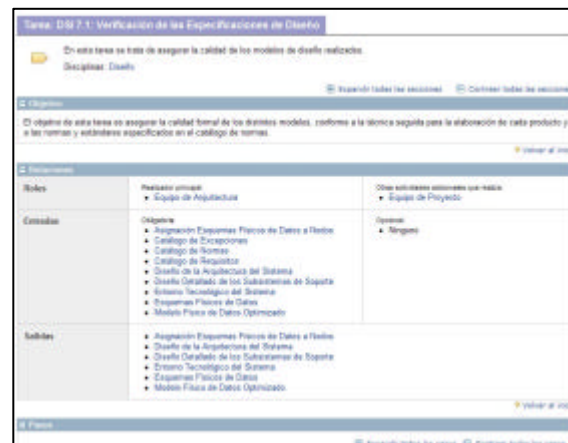 Tarea: DSI 7.1: Verificación de las Especificaciones de Diseño
En esta tarea se trata de asegurar la calidad de los modelos de diseño realizados.
Disciplinas: Diseño
Expandir todas las secciones Contraer todas las secciones
Objetivo
El objetivo de esta tarea es asegurar la calidad formal de los distintos modelos, conforme a la técnica seguida para la elaboración de cada producto y
a las normas y estándares especificados en el catálogo de normas.
Volver al ini
Relaciones
Roles
Realizador principal:
Equipo de Arquitectura
Equipo de Proyecto
Entradas
Obligatoria:
Asignación Esquemas Físicos de Datos a Nodos
Catálogo de Excepciones
Catálogo de Normas
Catálogo de Requisitos
Diseño de la Arquitectura del Sistema
Diseño Detallado de los Subsistemas de Soporte
Entorno Tecnológico del Sistema
Esquemas Físicos de Datos
Modelo Físico de Datos Optimizado
Opcional:
Ninguno
Salidas
Asignación Esquemas Físicos de Datos a Nodos
Diseño de la Arquitectura del Sistema
Diseño Detallado de los Subsistemas de Soporte
Entorno Tecnológico del Sistema
Esquemas Físicos de Datos
Modelo Físico de Datos Optimizado
Volver al ini
Pasos